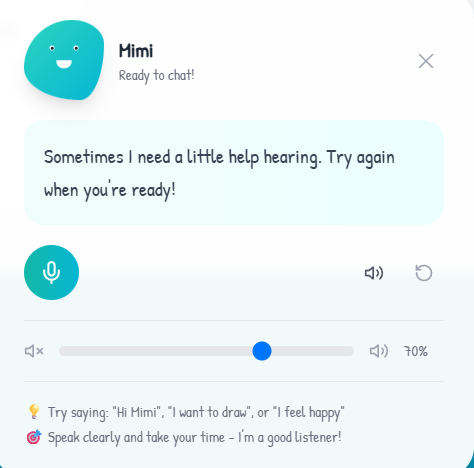 Mimi
Ready to chat!
Sometimes I need a little help hearing. Try again
when you're ready!
70%
Try saying: "Hi Mimi", "I want to draw", or "I feel happy"
Speak clearly and take your time - I'm a good listener!